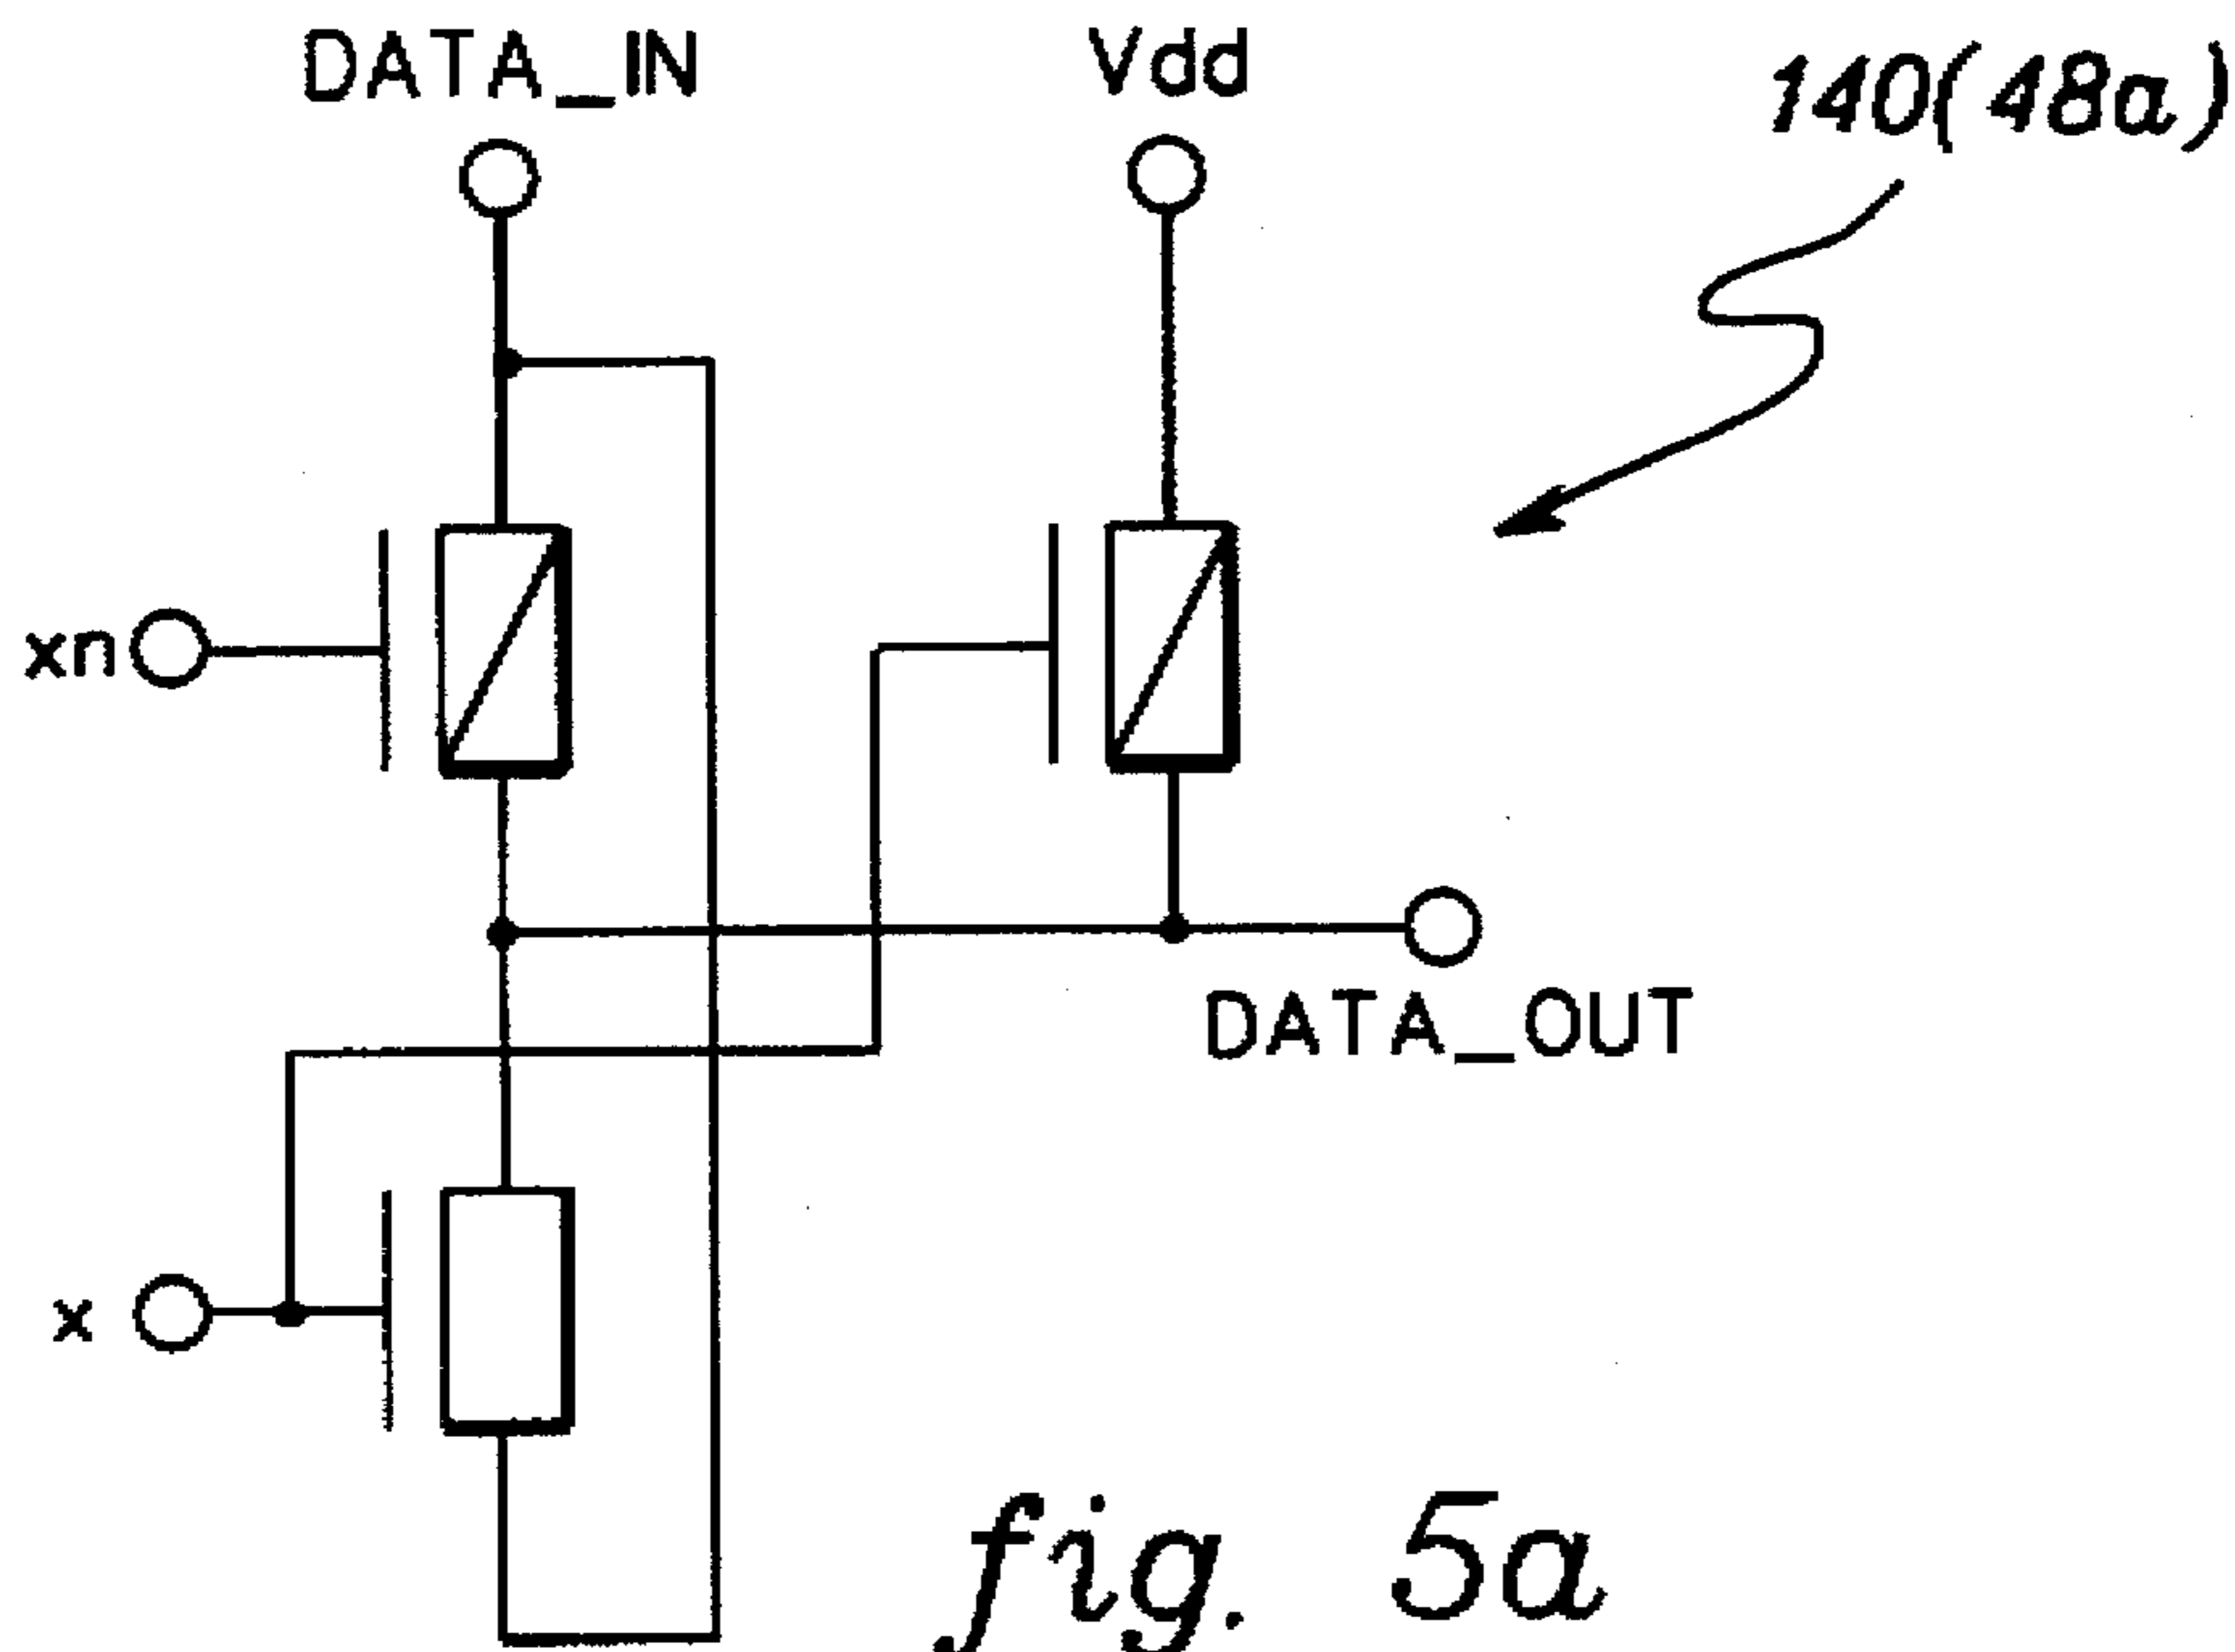 DATA_IN
Vdd
140(48a)
xn
DATA_OUT
x
fig. 5a